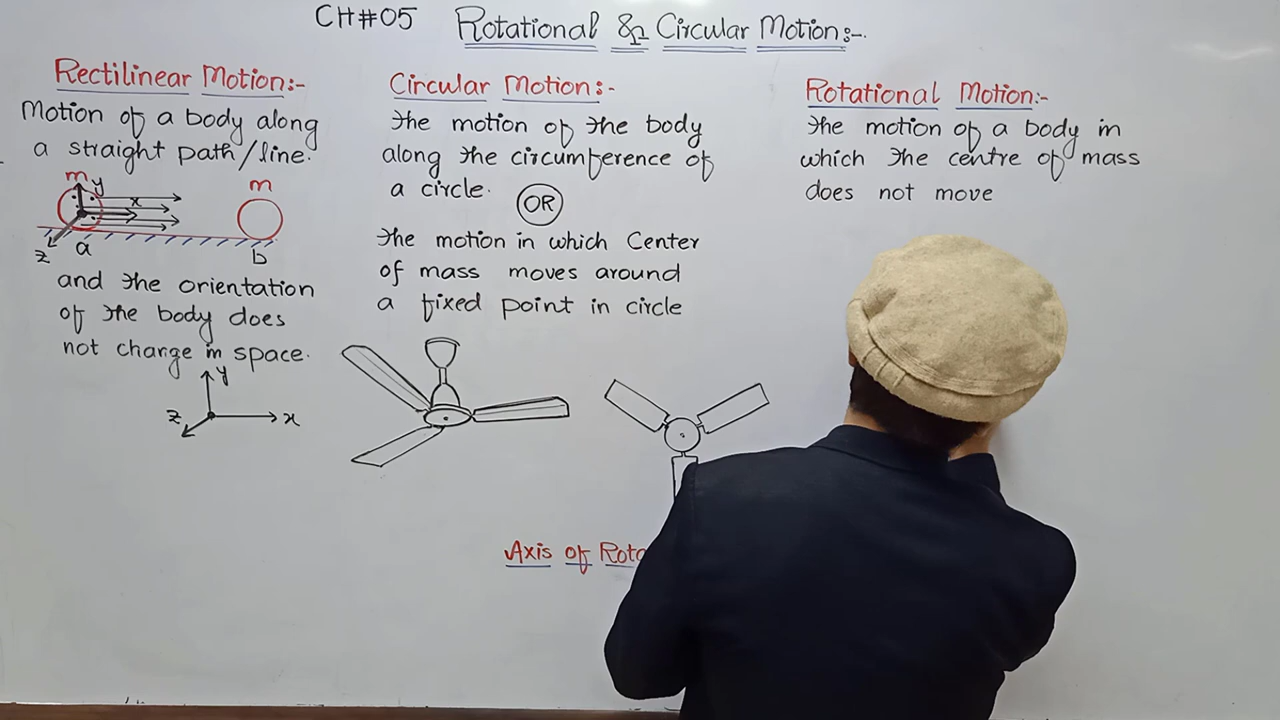 CH#05 Rotational & Circular Motion:-
Rectilinear Motion:-
Motion of a body along
a straight path/line.
m y x m
z a b
and the orientation
of the body does
not change in space.
y
z x
Circular Motion:-
The motion of the body
along the circumference of
a circle.
OR
The motion in which Center
of mass moves around
a fixed point in circle
Rotational Motion:-
The motion of a body in
which the centre of mass
does not move
Axis of